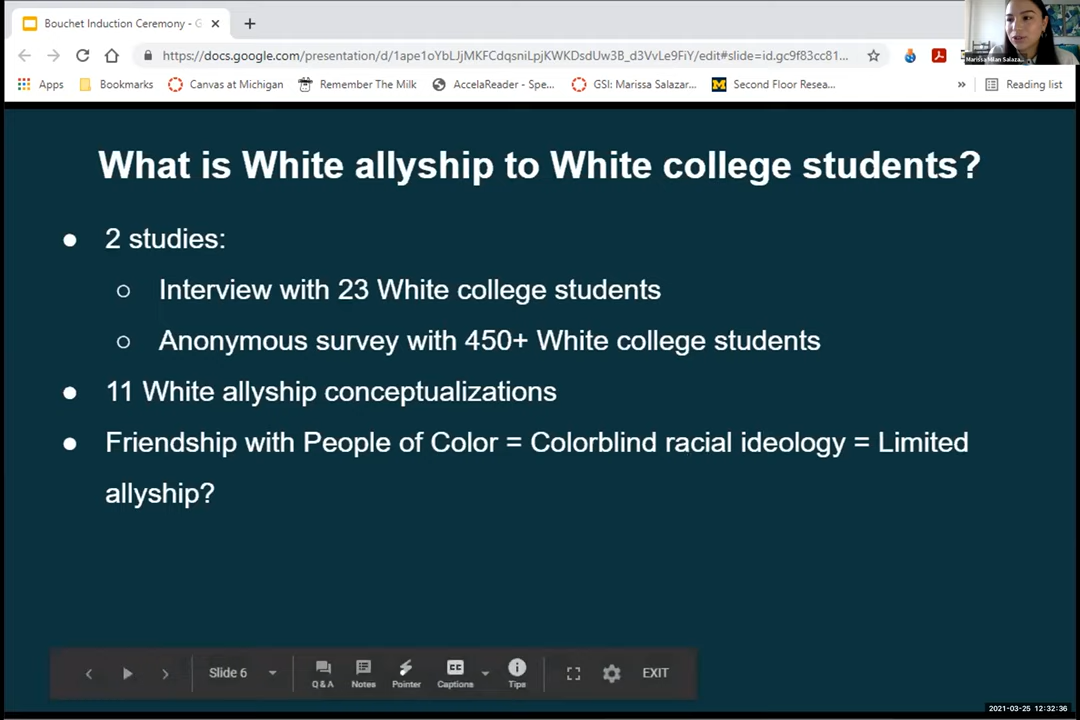 Bouchet Induction Ceremony - G
https://docs.google.com/presentation/d/1ape1oYbLJjMKFCdqsniLpjKWKDsdUw3B_d3VvLe9FiY/edit#slide=id.gc9f83cc81...
Apps Bookmarks Canvas at Michigan Remember The Milk AccelaReader - Spe... GSI: Marissa Salazar... M Second Floor Resea... » Reading list
Marissa Milan Salaza...
What is White allyship to White college students?
● 2 studies:
○ Interview with 23 White college students
○ Anonymous survey with 450+ White college students
● 11 White allyship conceptualizations
● Friendship with People of Color = Colorblind racial ideology = Limited
allyship?
Slide 6 Q&A Notes Pointer CC Captions Tips EXIT
2021-03-25 12:32:36